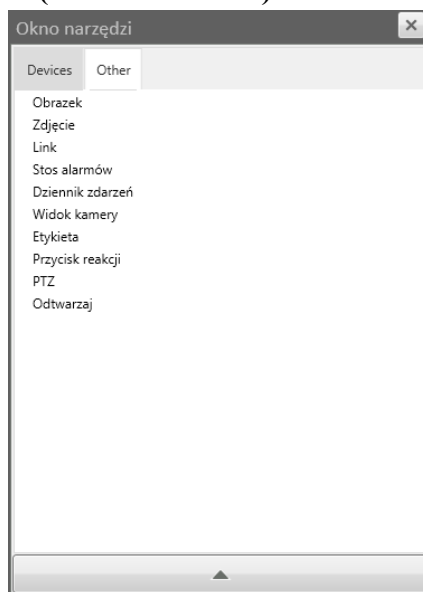 Okno narzędzi
Devices Other
Obrazek
Zdjęcie
Link
Stos alarmów
Dziennik zdarzeń
Widok kamery
Etykieta
Przycisk reakcji
PTZ
Odtwarzaj